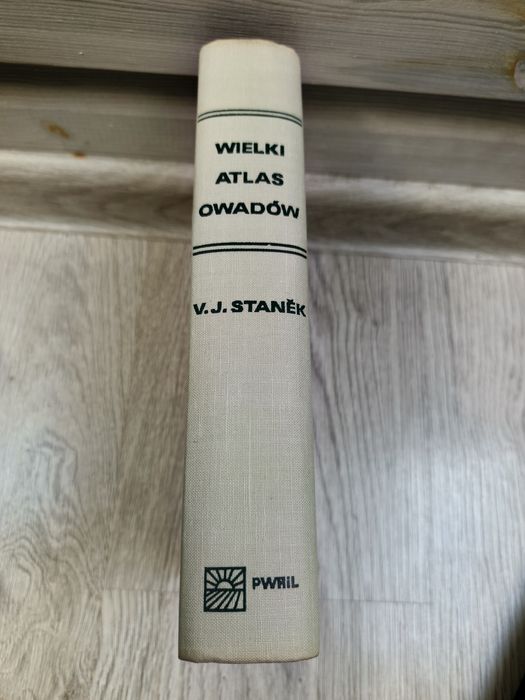 WIELKI
ATLAS
OWADÓW
V.J. STANĚK
PWRiL